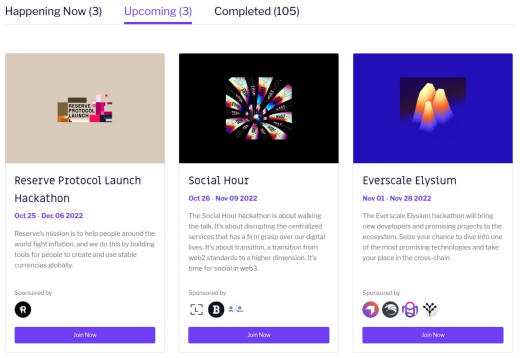 Happening Now (3) Upcoming (3) Completed (105)
RESERVE
PROTOCOL
LAUNCH
Reserve Protocol Launch
Hackathon
Oct 25 - Dec 06 2022
Reserve's mission is to help people around the
world fight inflation, and we do this by building
tools for people to create and use stable
currencies globally.
Sponsored by
Join Now
Social Hour
Oct 26 - Nov 09 2022
The Social Hour hackathon is about walking
the talk. It's about disrupting the centralized
services that has a firm grasp over our digital
lives. It's about transition, a transition from
web2 standards to a higher dimension. It's
time for social in web3.
Sponsored by
L
B
Join Now
Everscale Elysium
Nov 01 - Nov 28 2022
The Everscale Elysium hackathon will bring
new developers and promising projects to the
ecosystem. Seize your chance to dive into one
of the most promising technologies and take
your place in the cross-chain
Sponsored by
Join Now